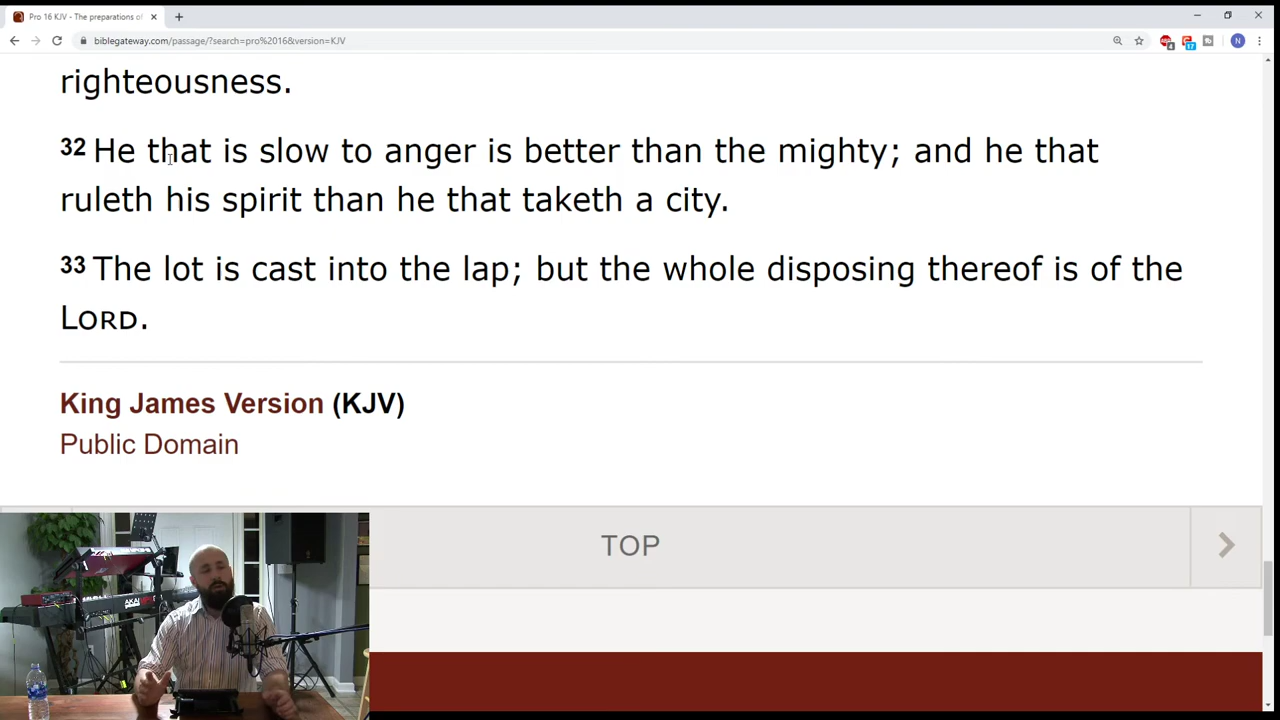 Pro 16 KJV - The preparations of
biblegateway.com/passage/?search=pro%2016&version=KJV
N
righteousness.
32 He that is slow to anger is better than the mighty; and he that
ruleth his spirit than he that taketh a city.
33 The lot is cast into the lap; but the whole disposing thereof is of the
LORD.
King James Version (KJV)
Public Domain
TOP